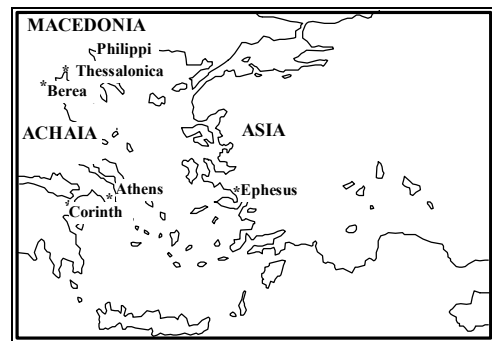 MACEDONIA
Philippi
*Thessalonica
*Berea
ACHAIA
ASIA
Athens
*Ephesus
*Corinth